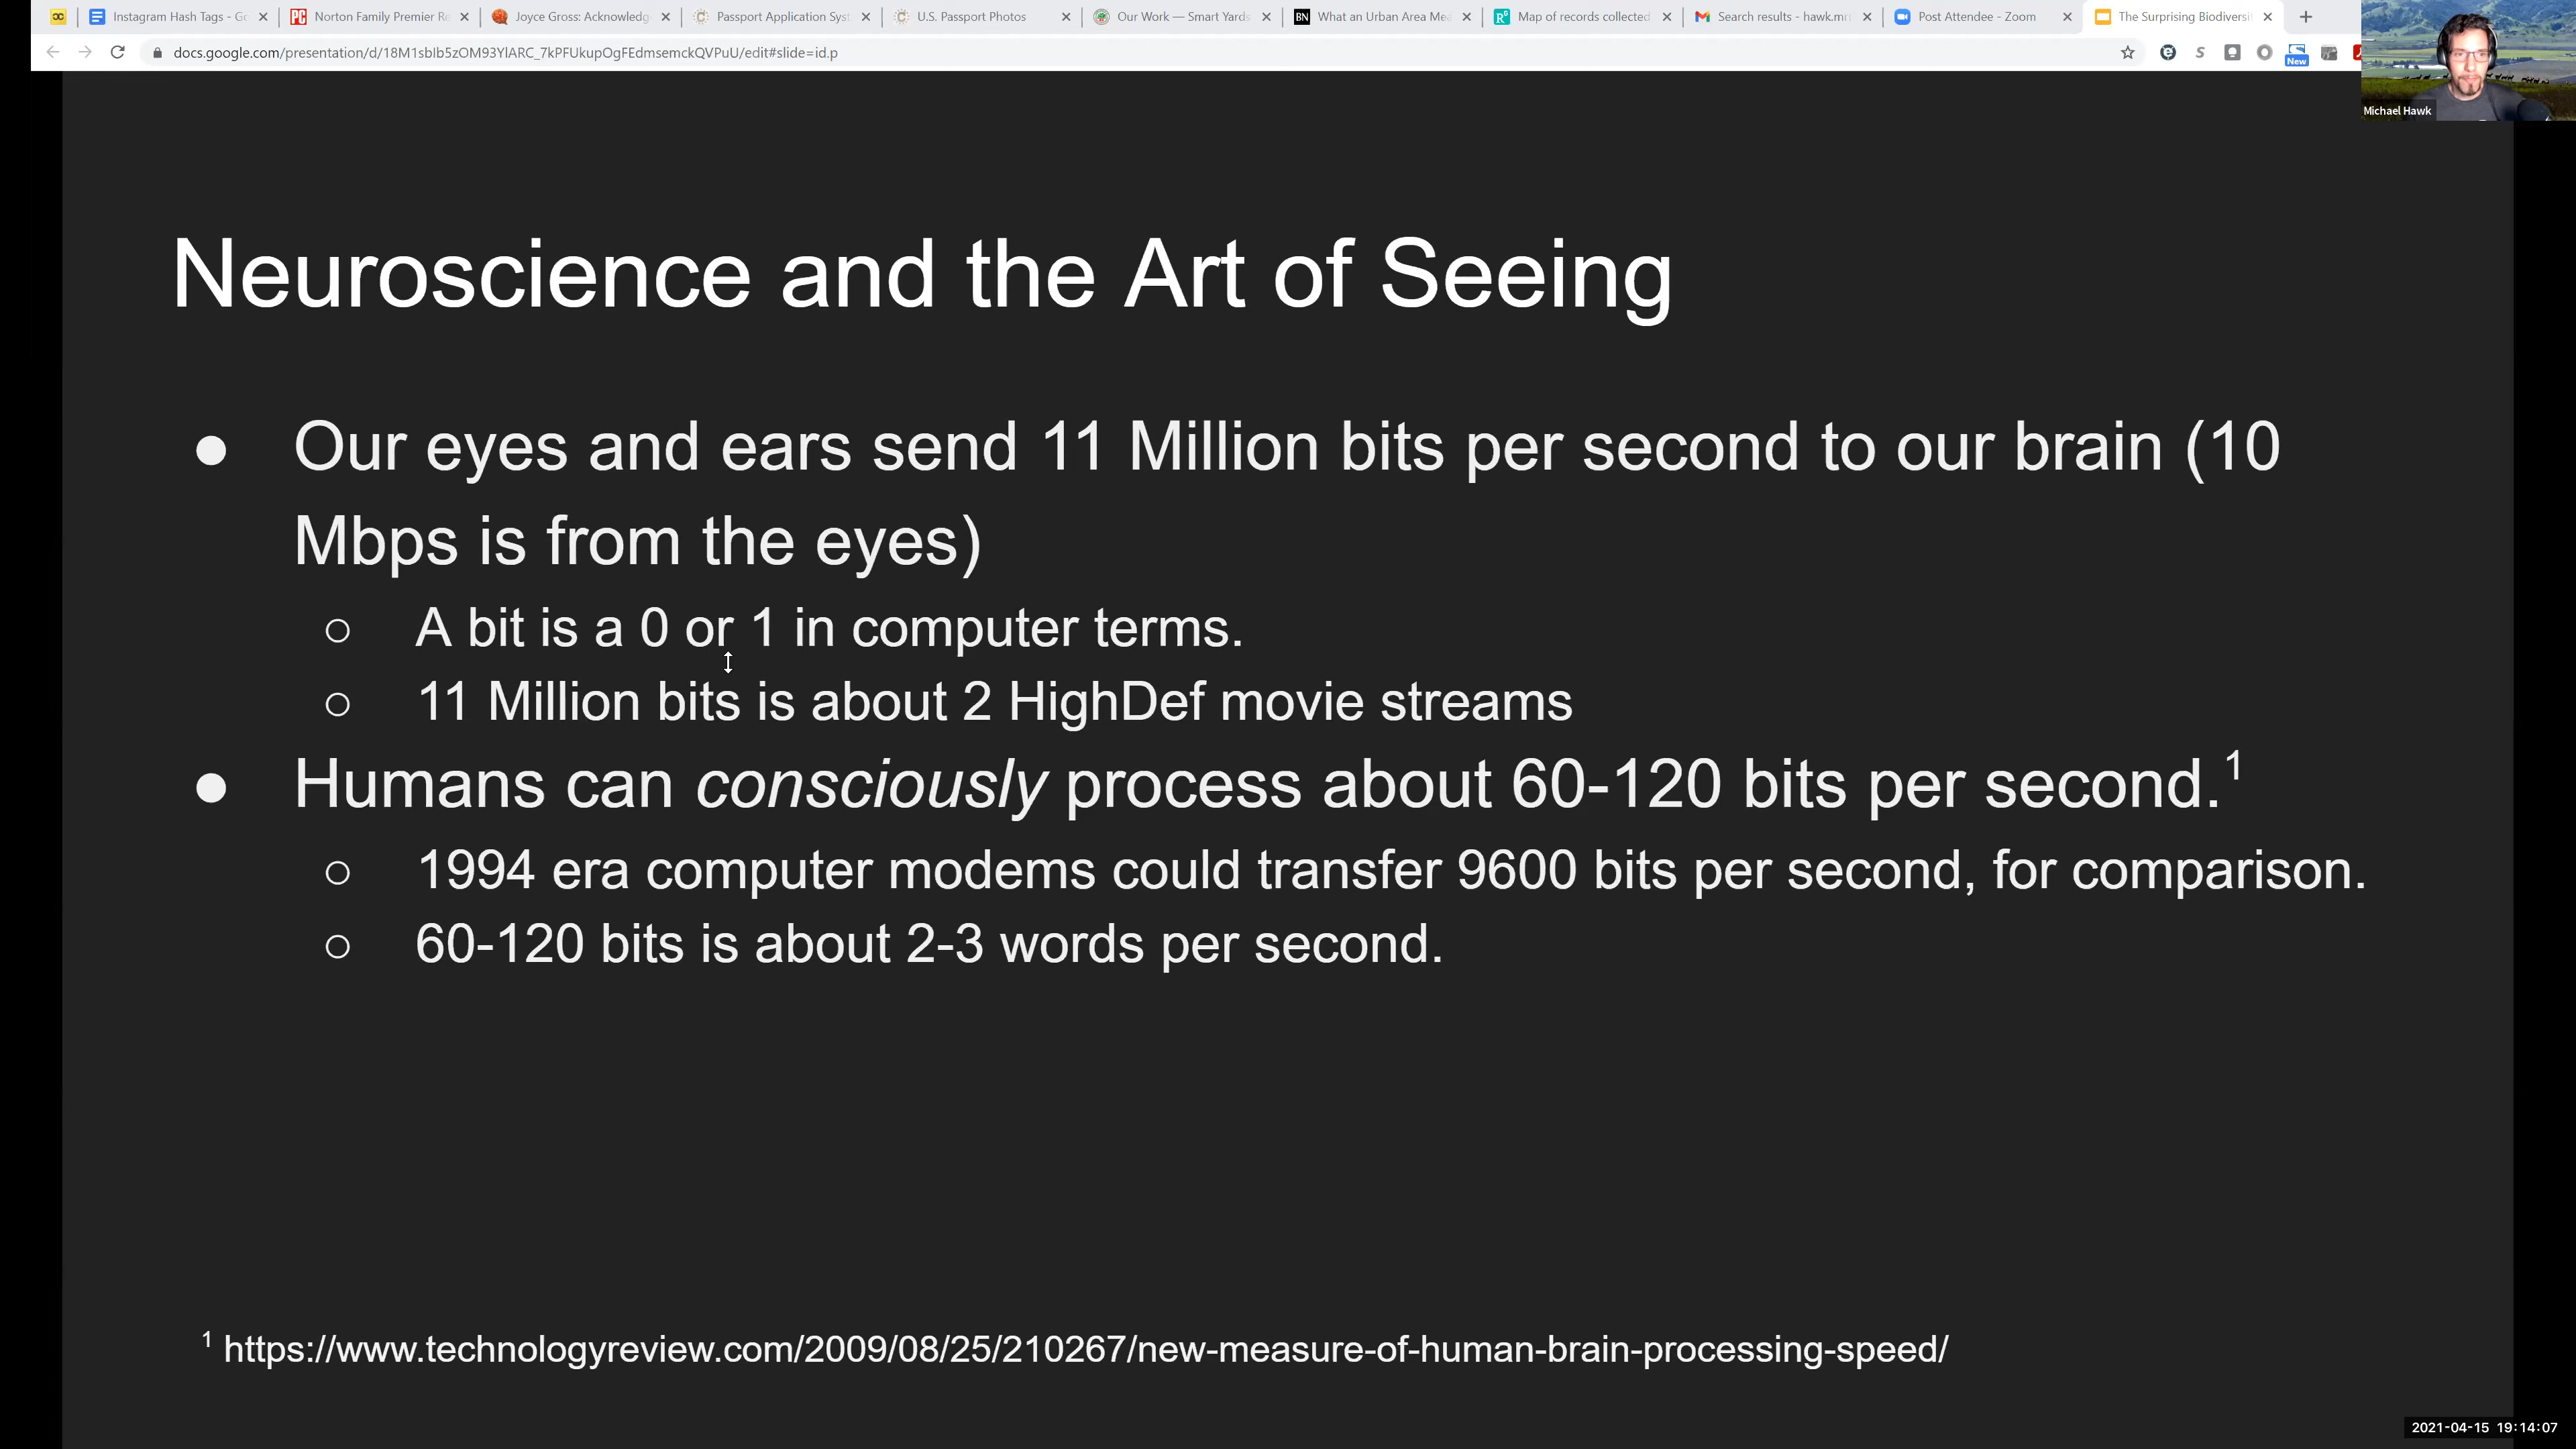 Instagram Hash Tags - Go
Norton Family Premier Re
Joyce Gross: Acknowledg
Passport Application Syst
U.S. Passport Photos
Our Work — Smart Yards
BN What an Urban Area Mea
Map of records collected
Search results - hawk.mr
Post Attendee - Zoom
The Surprising Biodiversi
docs.google.com/presentation/d/18M1sbIb5zOM93YlARC_7kPFUkupOgFEdmsemckQVPuU/edit#slide=id.p
New
Michael Hawk
Neuroscience and the Art of Seeing
● Our eyes and ears send 11 Million bits per second to our brain (10
Mbps is from the eyes)
○ A bit is a 0 or 1 in computer terms.
○ 11 Million bits is about 2 HighDef movie streams
● Humans can consciously process about 60-120 bits per second.¹
○ 1994 era computer modems could transfer 9600 bits per second, for comparison.
○ 60-120 bits is about 2-3 words per second.
¹ https://www.technologyreview.com/2009/08/25/210267/new-measure-of-human-brain-processing-speed/
2021-04-15 19:14:07